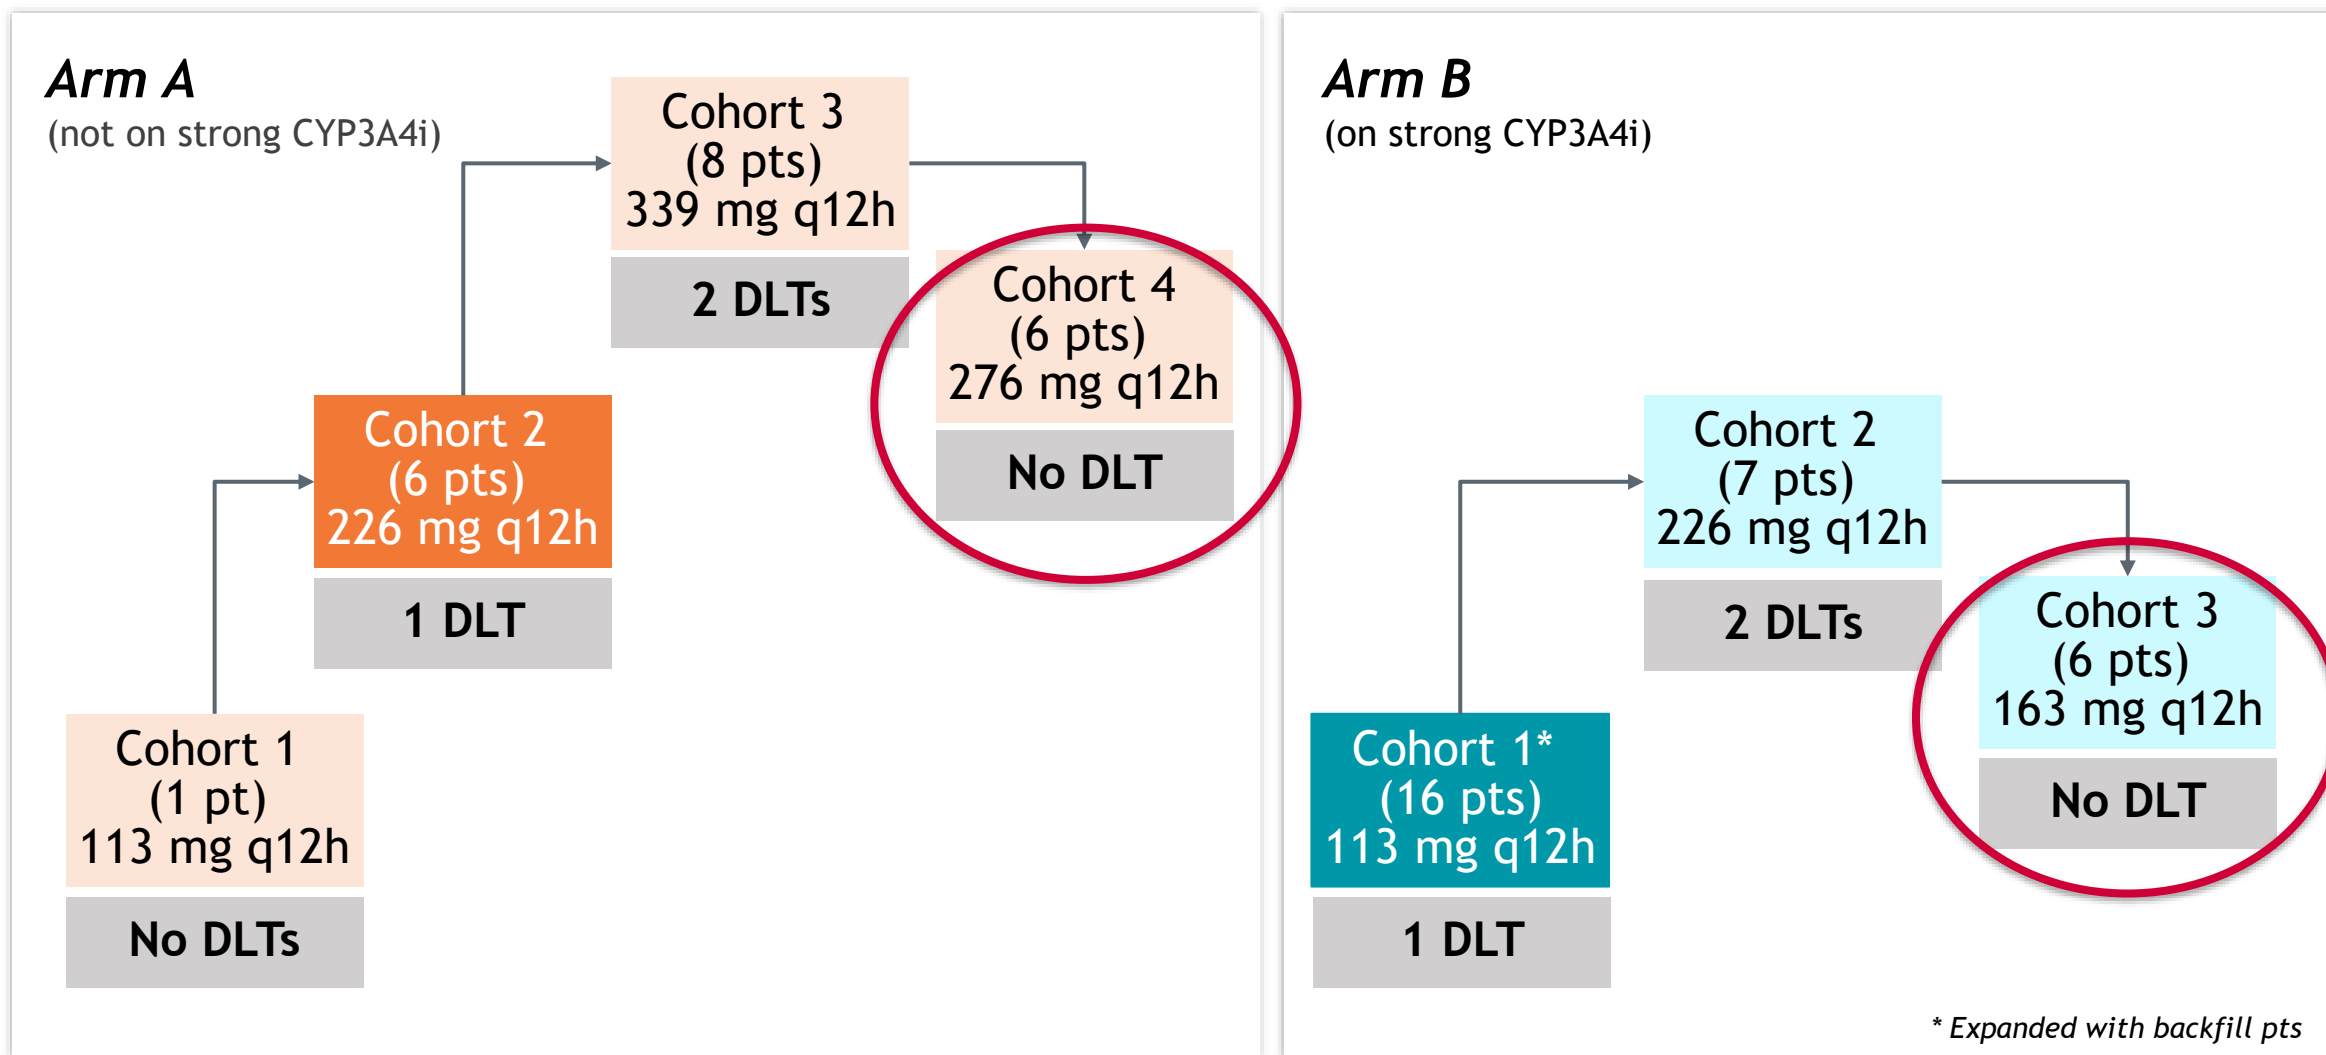 Arm A
(not on strong CYP3A4i)
Cohort 1
(1 pt)
113 mg q12h
No DLTs
Cohort 2
(6 pts)
226 mg q12h
1 DLT
Cohort 3
(8 pts)
339 mg q12h
2 DLTs
Cohort 4
(6 pts)
276 mg q12h
No DLT
Arm B
(on strong CYP3A4i)
Cohort 1*
(16 pts)
113 mg q12h
1 DLT
Cohort 2
(7 pts)
226 mg q12h
2 DLTs
Cohort 3
(6 pts)
163 mg q12h
No DLT
* Expanded with backfill pts